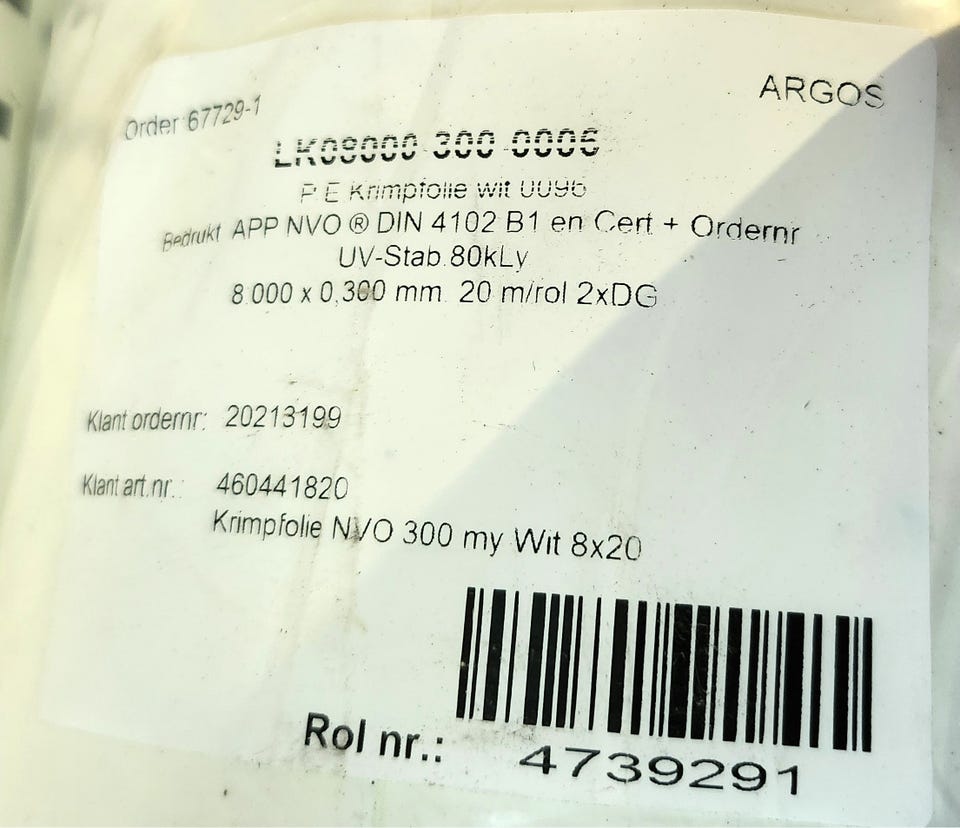 Order 67729-1
ARGOS
LK08000 300 0006
P E Krimpfolie wit 0096
Bedrukt APP NVO ® DIN 4102 B1 en Cert + Ordernr
UV-Stab.80kLy
8.000 x 0,300 mm. 20 m/rol 2xDG
Klant ordernr: 20213199
Klant art.nr.: 460441820
Krimpfolie NVO 300 my Wit 8x20
Rol nr.: 4739291